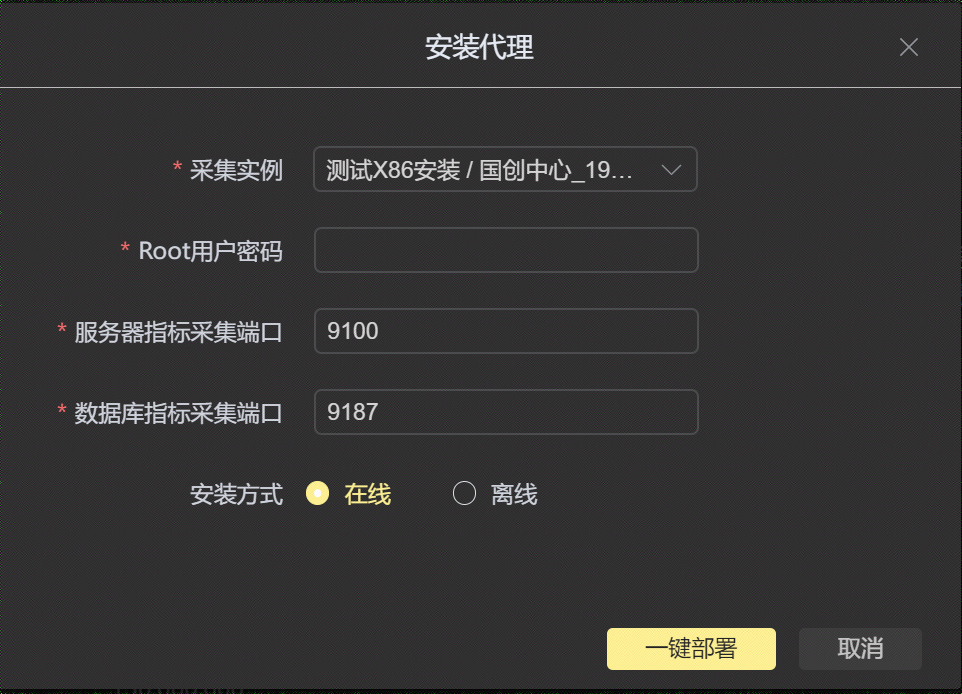 安装代理
* 采集实例 测试X86安装 / 国创中心_19...
* Root用户密码
* 服务器指标采集端口 9100
* 数据库指标采集端口 9187
安装方式 在线 离线
一键部署 取消